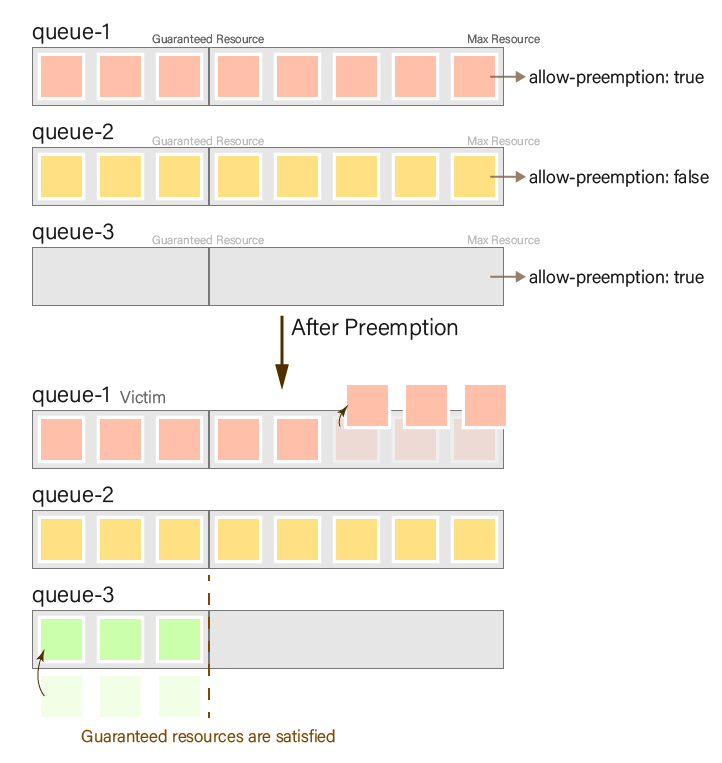 queue-1
Guaranteed Resource
Max Resource
allow-preemption: true
queue-2
Guaranteed Resource
Max Resource
allow-preemption: false
queue-3
Guaranteed Resource
Max Resource
allow-preemption: true
After Preemption
queue-1 Victim
queue-2
queue-3
Guaranteed resources are satisfied